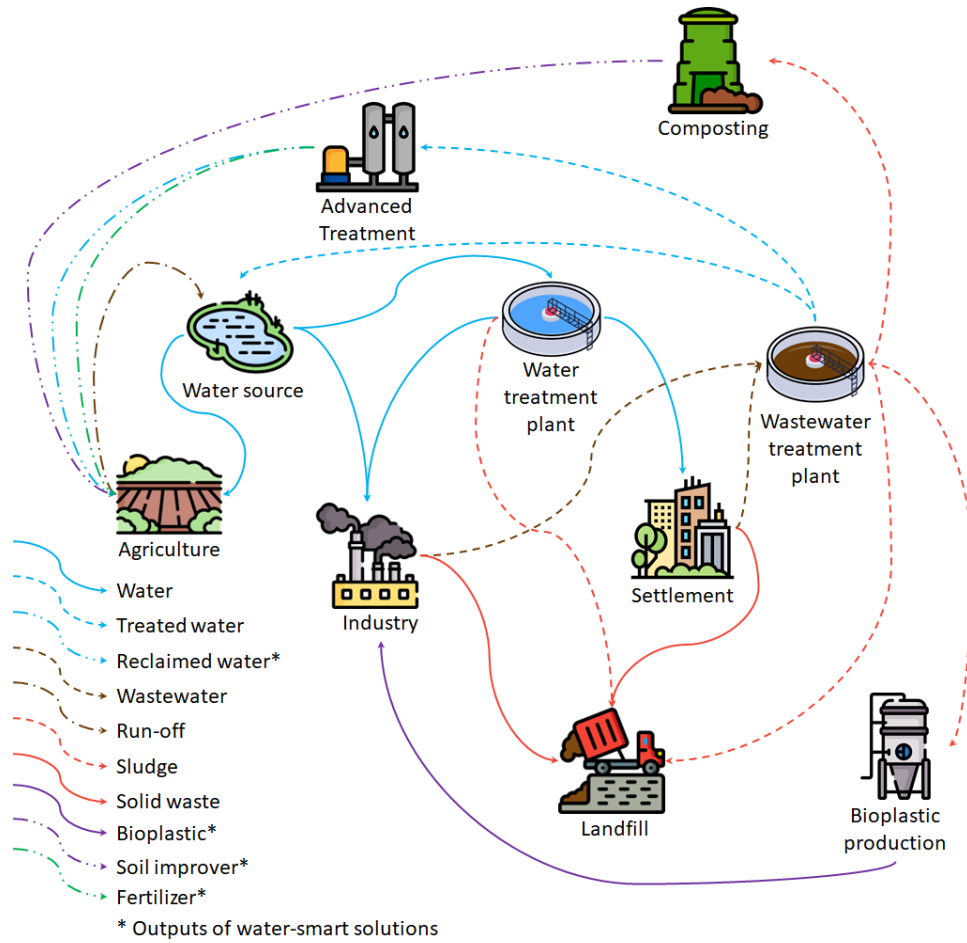 Composting
Advanced
Treatment
Water source
Water
treatment
plant
Wastewater
treatment
plant
Agriculture
Industry
Settlement
Landfill
Bioplastic
production
Water
Treated water
Reclaimed water*
Wastewater
Run-off
Sludge
Solid waste
Bioplastic*
Soil improver*
Fertilizer*
* Outputs of water-smart solutions